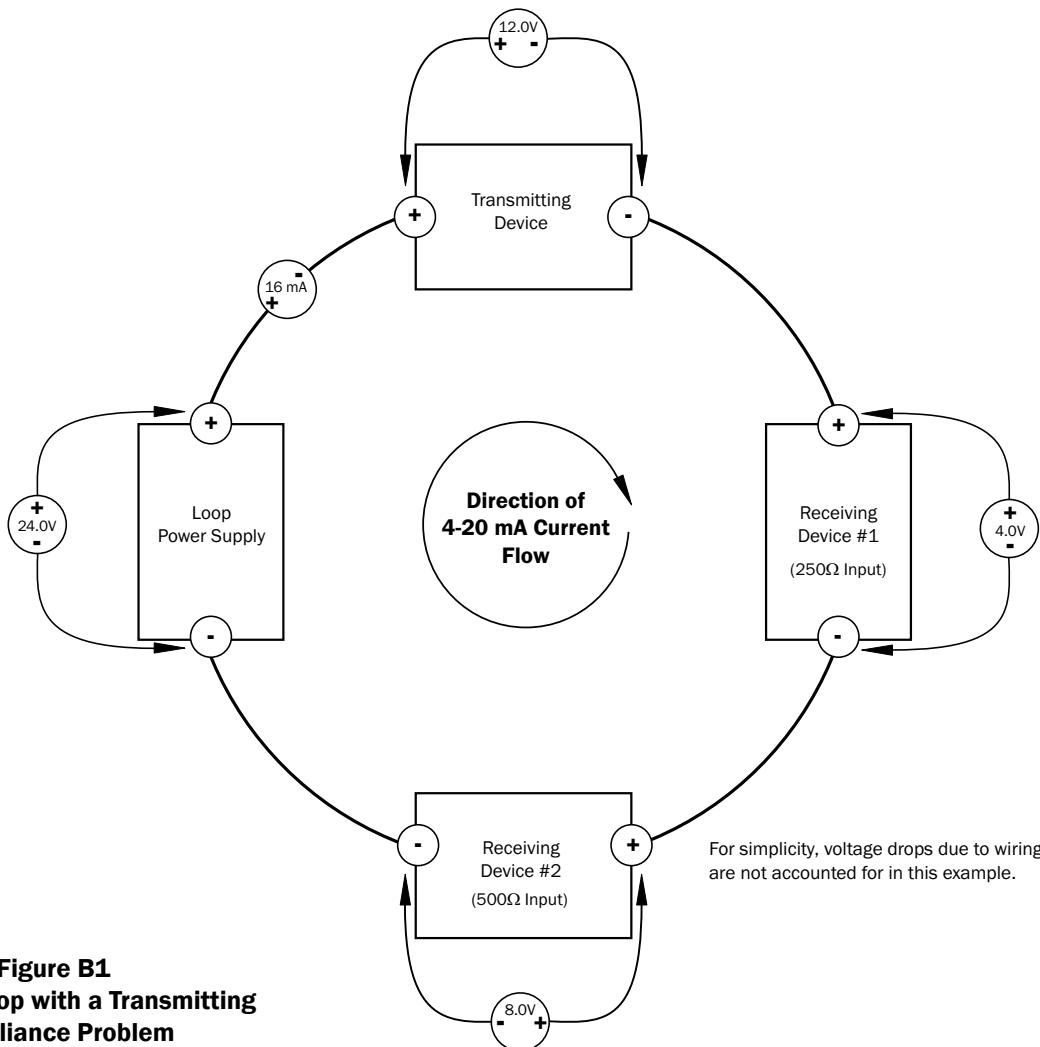 12.0V
+ -
Transmitting
Device
+
-
-
16 mA
+
+
+
+
24.0V
-
Loop
Power Supply
Direction of
4-20 mA Current
Flow
Receiving
Device #1
(250Ω Input)
+
4.0V
-
-
-
-
Receiving
Device #2
(500Ω Input)
+
For simplicity, voltage drops due to wiring
are not accounted for in this example.
8.0V
- +
Figure B1
op with a Transmitting
liance Problem